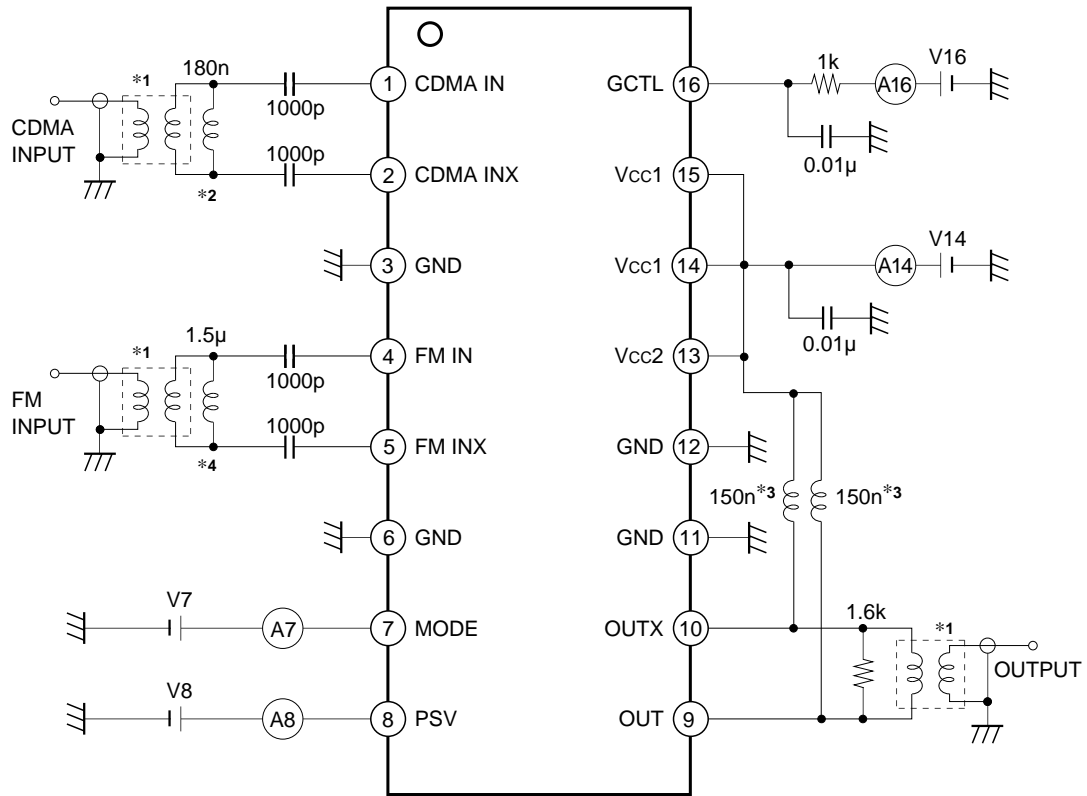 *1
180n
1000p
1
CDMA IN
CDMA
INPUT
1000p
*2
2
CDMA INX
3
GND
*1
1.5µ
1000p
4
FM IN
FM
INPUT
1000p
*4
5
FM INX
6
GND
V7
A7
7
MODE
V8
A8
8
PSV
GCTL
16
1k
A16
V16
0.01µ
Vcc1
15
Vcc1
14
A14
V14
0.01µ
Vcc2
13
GND
12
150n*3
150n*3
GND
11
OUTX
10
1.6k
*1
OUTPUT
OUT
9